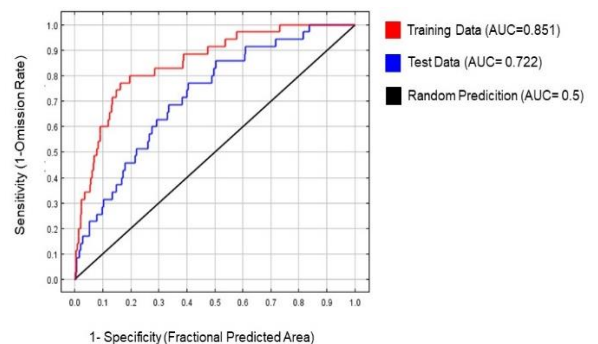 Training Data (AUC=0.851)
Test Data (AUC= 0.722)
Random Predicition (AUC= 0.5)
Sensitivity (1-Omission Rate)
1.0
0.9
0.8
0.7
0.6
0.5
0.4
0.3
0.2
0.1
0.0
0.0 0.1 0.2 0.3 0.4 0.5 0.6 0.7 0.8 0.9 1.0
1- Specificity (Fractional Predicted Area)